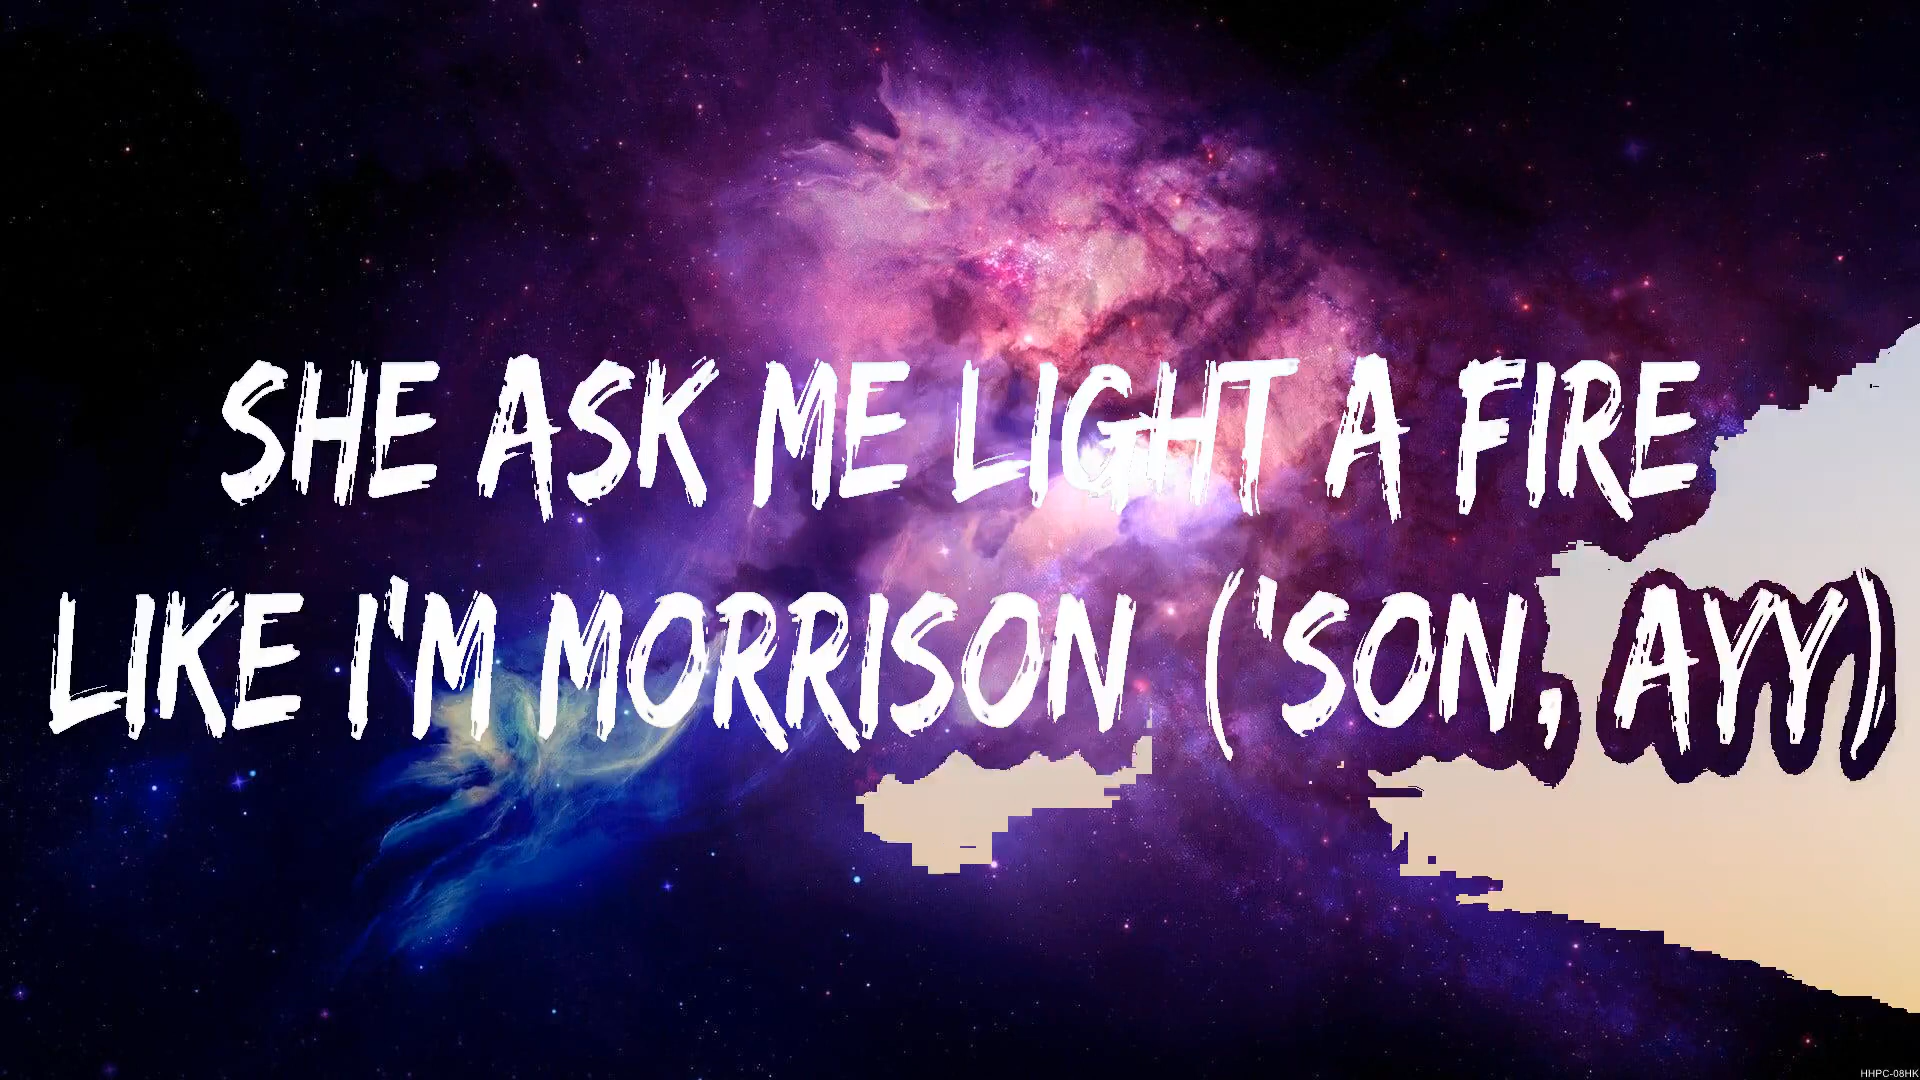 SHE ASK ME LIGHT A FIRE
LIKE I'M MORRISON ('SON, AYY)
HHPC-08HK